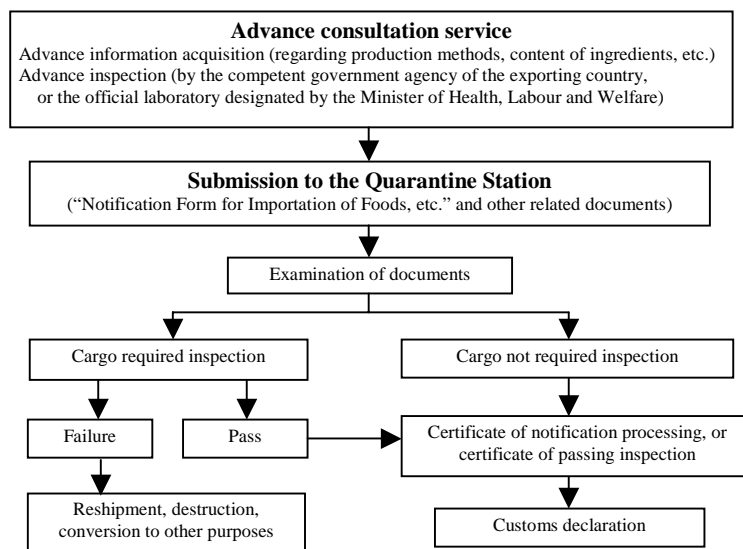 Advance consultation service
Advance information acquisition (regarding production methods, content of ingredients, etc.)
Advance inspection (by the competent government agency of the exporting country,
or the official laboratory designated by the Minister of Health, Labour and Welfare)
Submission to the Quarantine Station
(“Notification Form for Importation of Foods, etc.” and other related documents)
Examination of documents
Cargo required inspection
Cargo not required inspection
Failure
Pass
Certificate of notification processing, or
certificate of passing inspection
Reshipment, destruction,
conversion to other purposes
Customs declaration